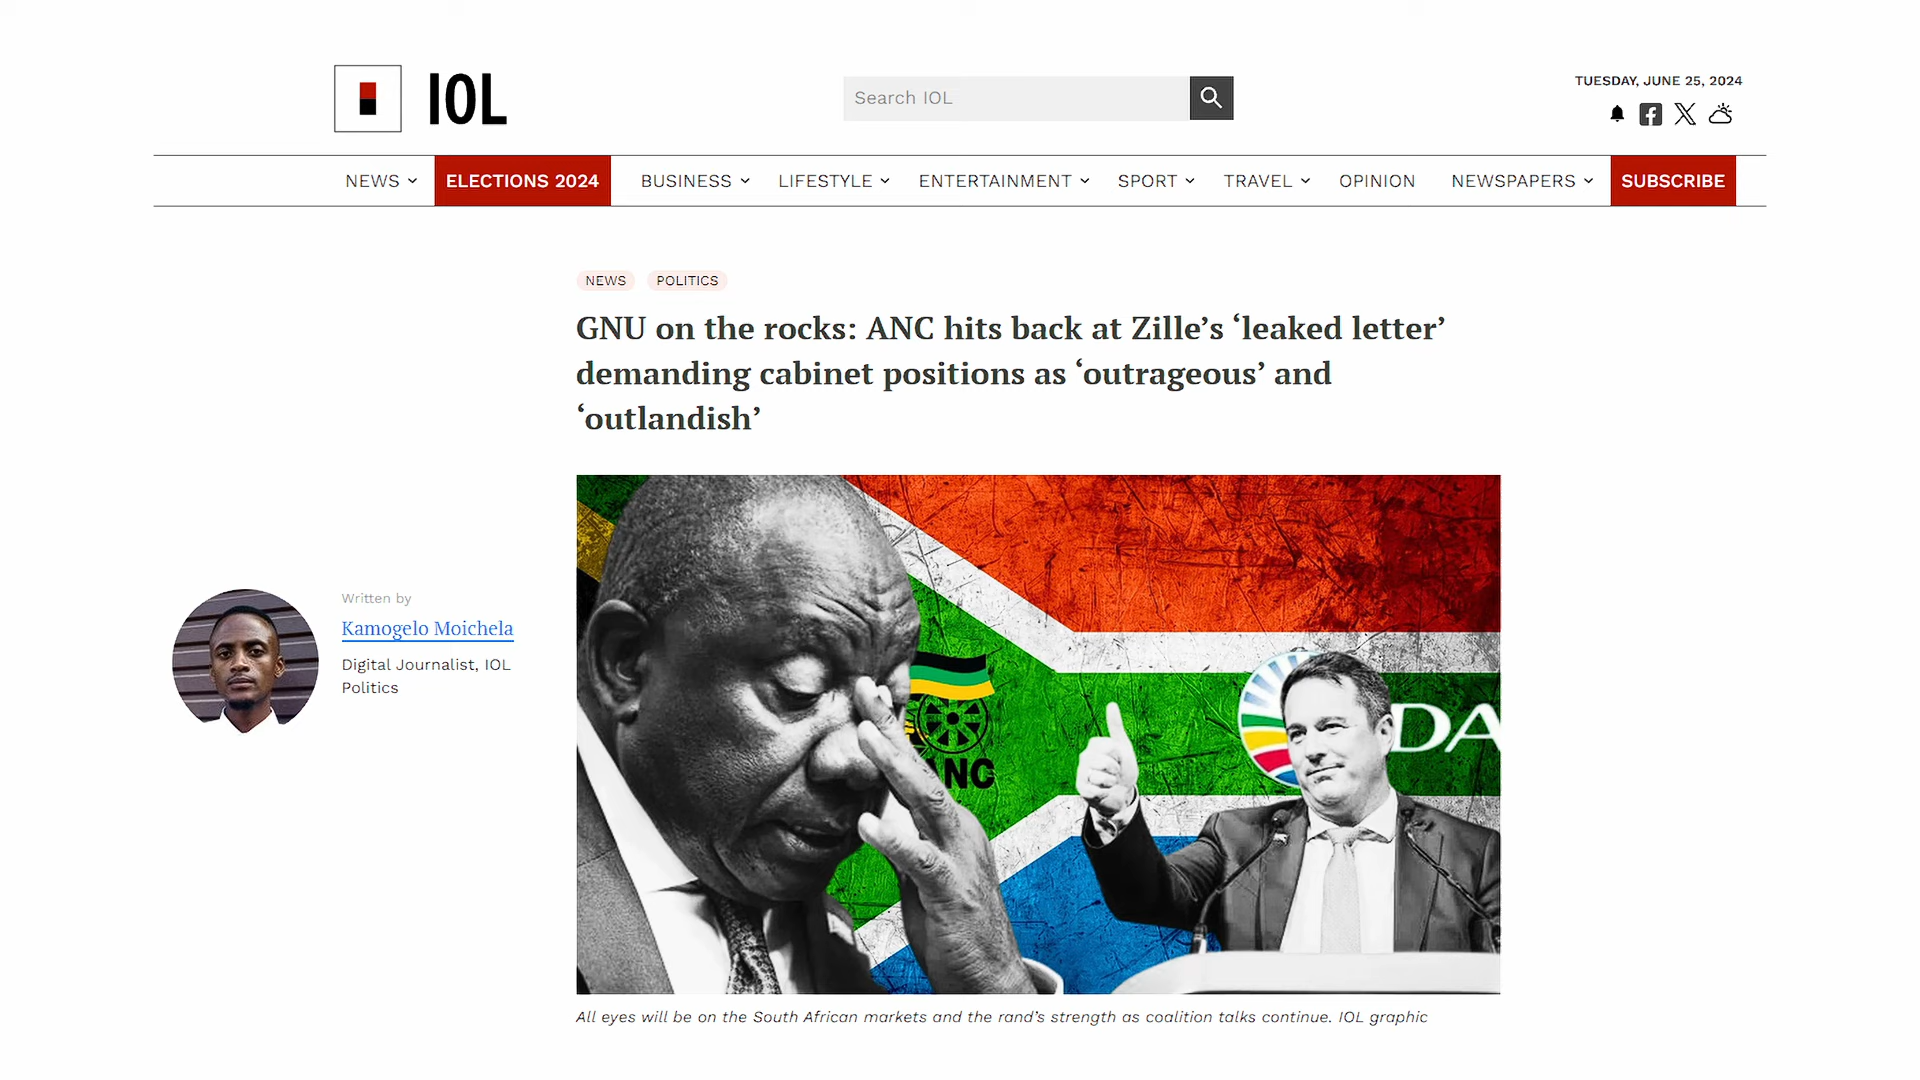 IOL
Search IOL
TUESDAY, JUNE 25, 2024
NEWS
ELECTIONS 2024
BUSINESS
LIFESTYLE
ENTERTAINMENT
SPORT
TRAVEL
OPINION
NEWSPAPERS
SUBSCRIBE
NEWS
POLITICS
GNU on the rocks: ANC hits back at Zille’s ‘leaked letter’
demanding cabinet positions as ‘outrageous’ and
‘outlandish’
Written by
Kamogelo Moichela
Digital Journalist, IOL
Politics
ANC
DA
All eyes will be on the South African markets and the rand’s strength as coalition talks continue. IOL graphic